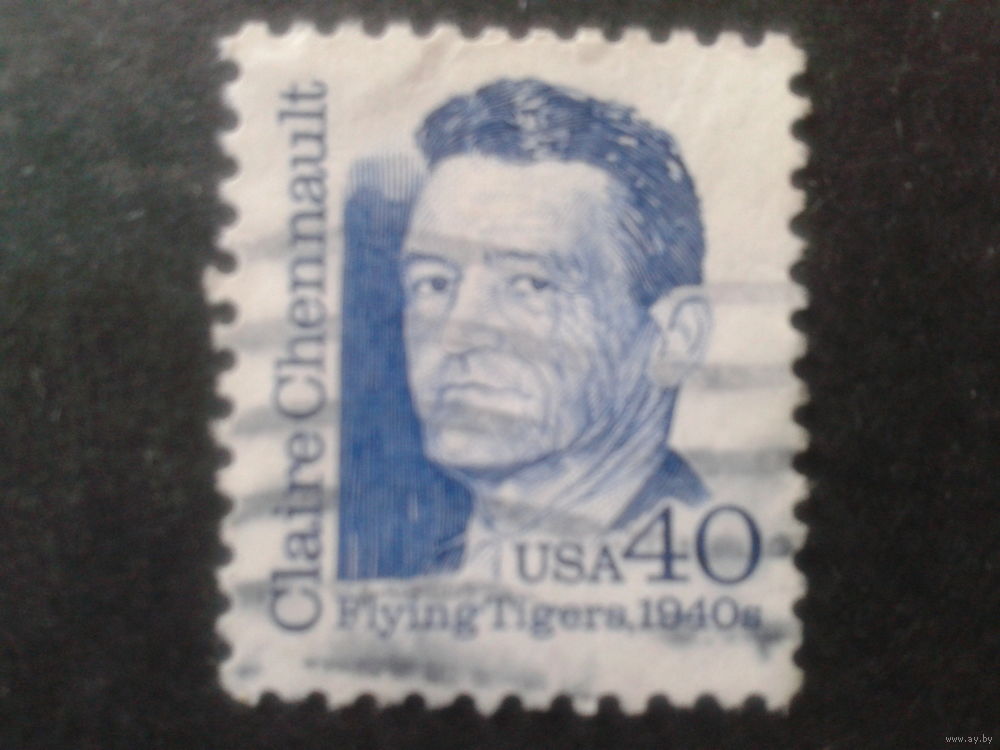 Claire Chennault
USA 40
Flying Tigers, 1940s
www.ay.by